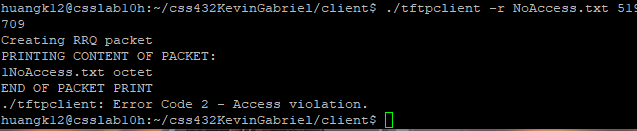 huangk12@csslab10h:~/css432KevinGabriel/client$ ./tftpclient -r NoAccess.txt 519
709
Creating RRQ packet
PRINTING CONTENT OF PACKET:
1NoAccess.txt octet
END OF PACKET PRINT
./tftpclient: Error Code 2 - Access violation.
huangk12@csslab10h:~/css432KevinGabriel/client$